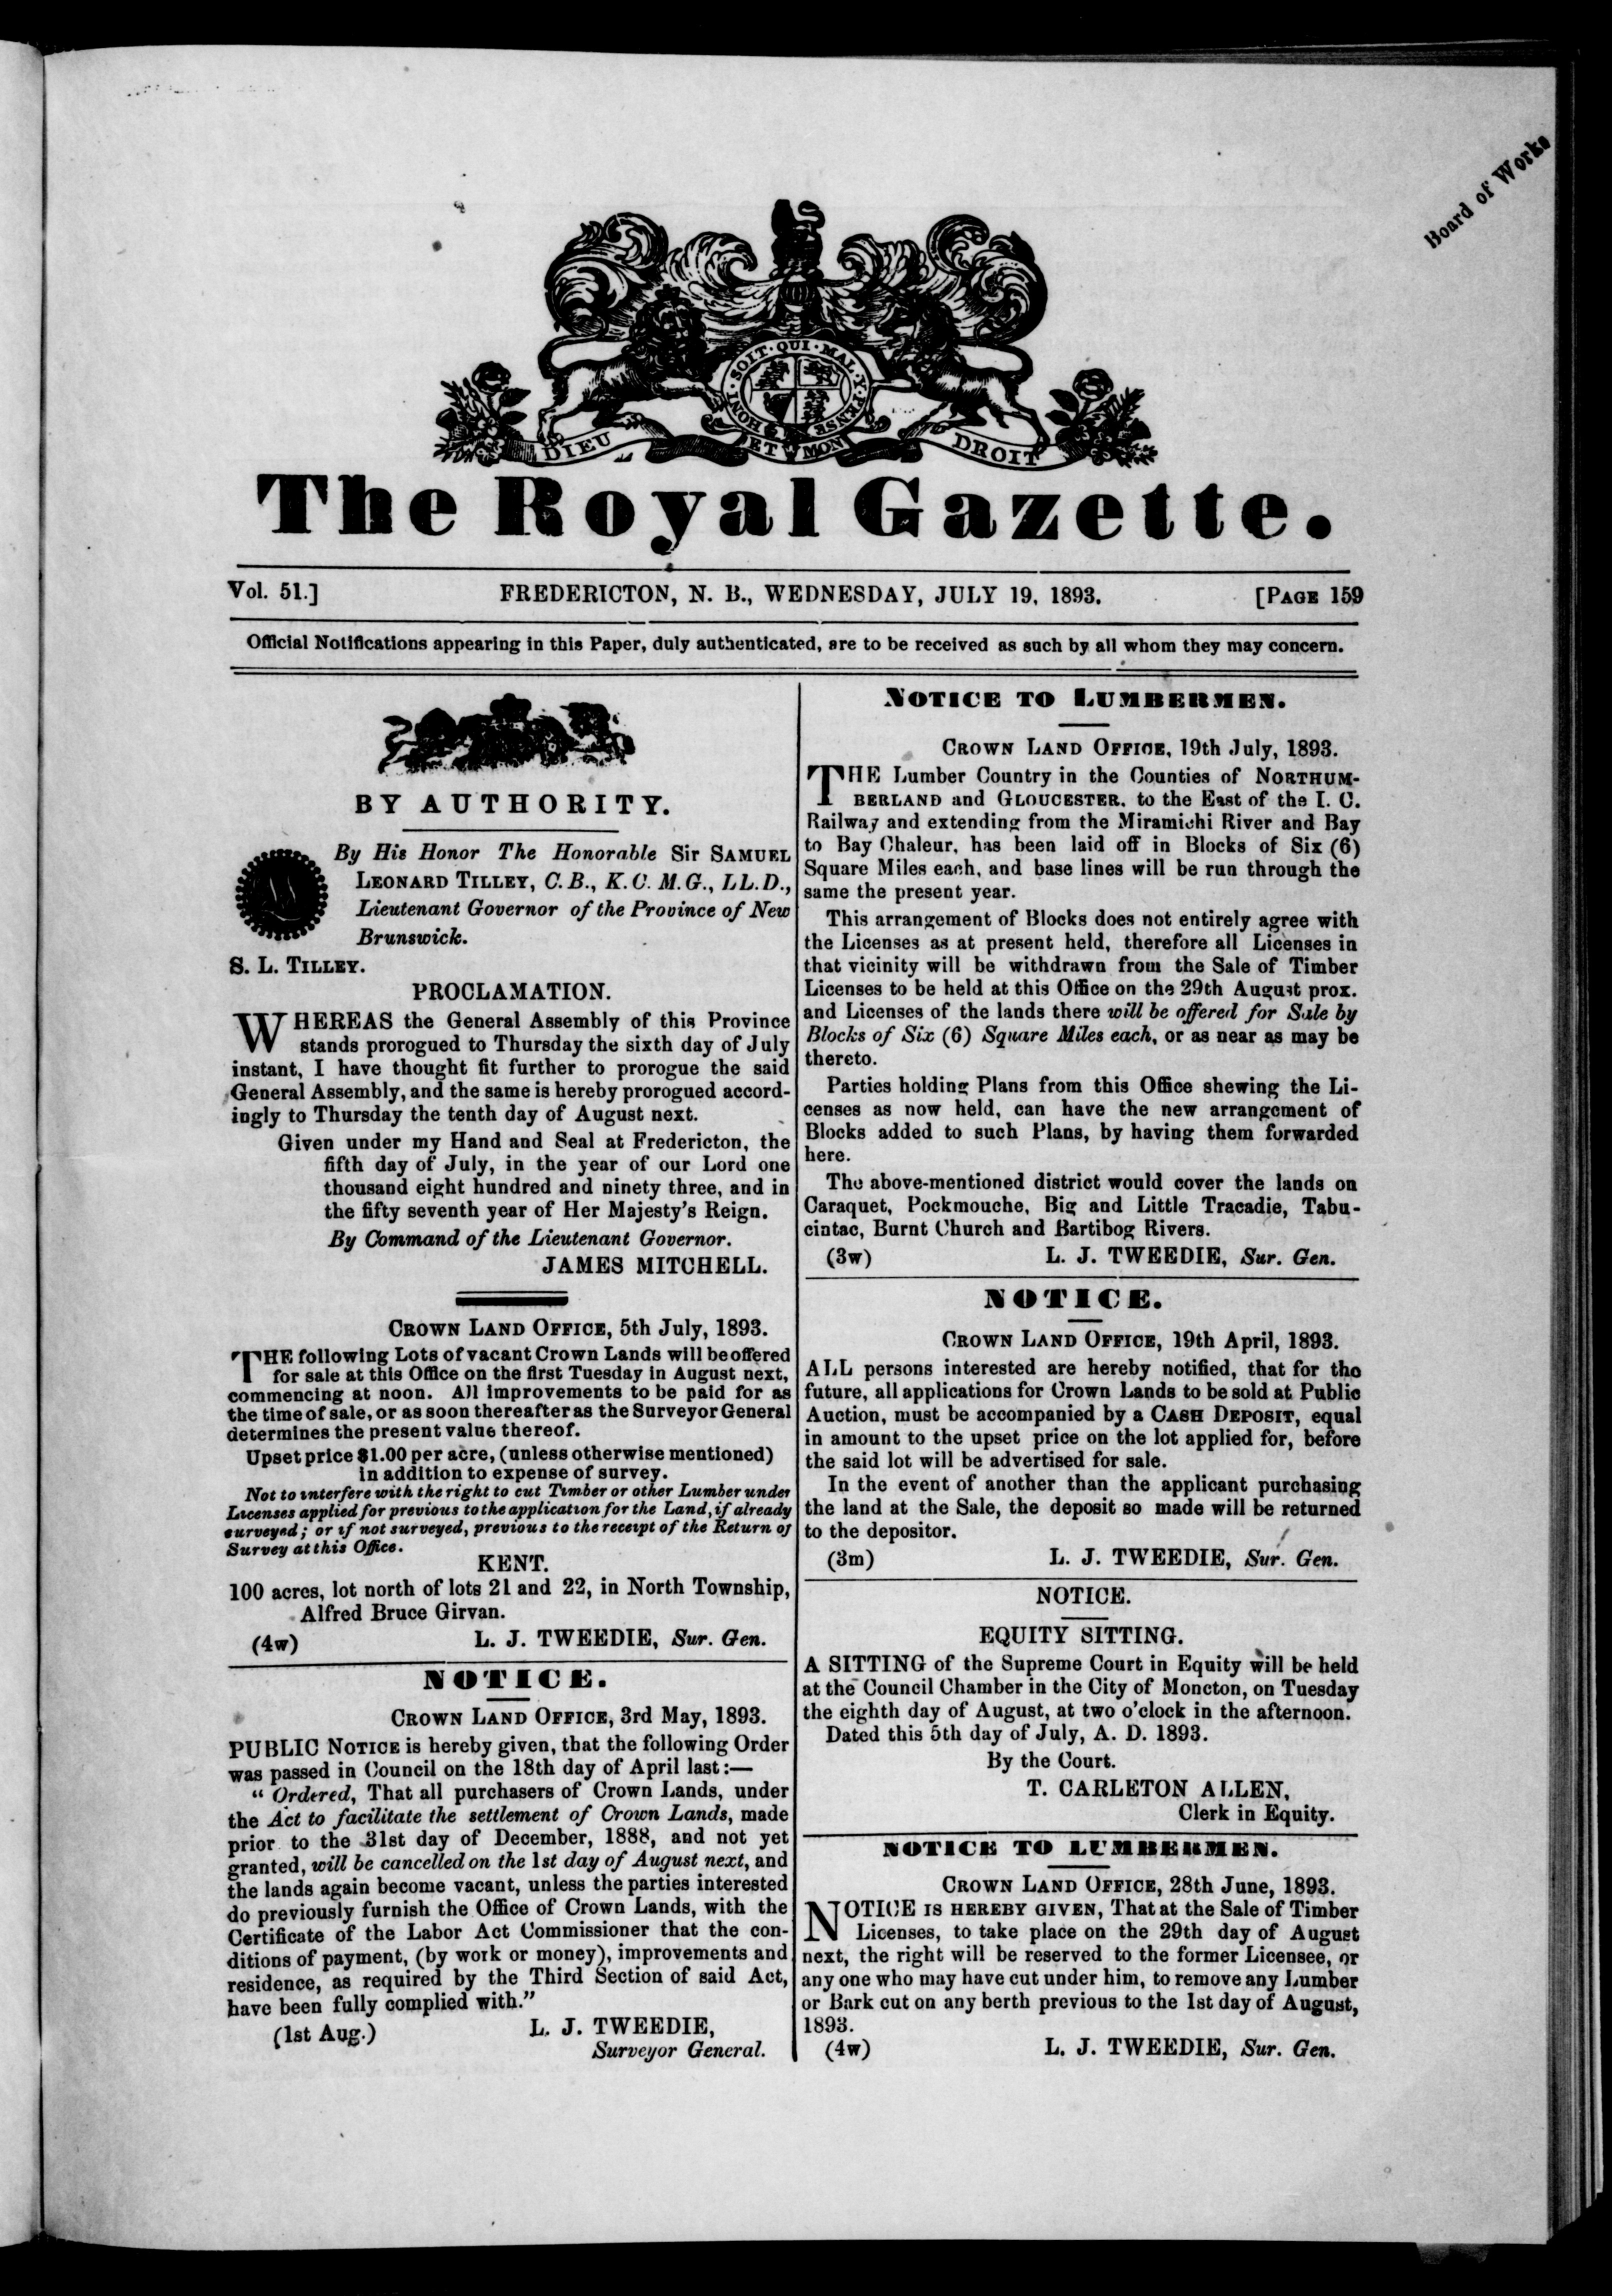 Board of Works
HONI · SOIT · QUI · MAL · Y · PENSE
DIEU ET MON DROIT
The Royal Gazette.
Vol. 51.] FREDERICTON, N. B., WEDNESDAY, JULY 19, 1893. [PAGE 159
Official Notifications appearing in this Paper, duly authenticated, are to be received as such by all whom they may concern.
BY AUTHORITY.
By His Honor The Honorable Sir SAMUEL
LEONARD TILLEY, C.B., K.C.M.G., LL.D.,
Lieutenant Governor of the Province of New
Brunswick.
S. L. TILLEY.
PROCLAMATION.
WHEREAS the General Assembly of this Province
stands prorogued to Thursday the sixth day of July
instant, I have thought fit further to prorogue the said
General Assembly, and the same is hereby prorogued accord-
ingly to Thursday the tenth day of August next.
Given under my Hand and Seal at Fredericton, the
fifth day of July, in the year of our Lord one
thousand eight hundred and ninety three, and in
the fifty seventh year of Her Majesty's Reign.
By Command of the Lieutenant Governor.
JAMES MITCHELL.
CROWN LAND OFFICE, 5th July, 1893.
THE following Lots of vacant Crown Lands will be offered
for sale at this Office on the first Tuesday in August next,
commencing at noon. All improvements to be paid for as
the time of sale, or as soon thereafter as the Surveyor General
determines the present value thereof.
Upset price $1.00 per acre, (unless otherwise mentioned)
in addition to expense of survey.
Not to interfere with the right to cut Timber or other Lumber under
Licenses applied for previous to the application for the Land, if already
surveyed; or if not surveyed, previous to the receipt of the Return of
Survey at this Office.
KENT.
100 acres, lot north of lots 21 and 22, in North Township,
Alfred Bruce Girvan.
(4w) L. J. TWEEDIE, Sur. Gen.
NOTICE.
CROWN LAND OFFICE, 3rd May, 1893.
PUBLIC NOTICE is hereby given, that the following Order
was passed in Council on the 18th day of April last:—
" Ordered, That all purchasers of Crown Lands, under
the Act to facilitate the settlement of Crown Lands, made
prior to the 31st day of December, 1888, and not yet
granted, will be cancelled on the 1st day of August next, and
the lands again become vacant, unless the parties interested
do previously furnish the Office of Crown Lands, with the
Certificate of the Labor Act Commissioner that the con-
ditions of payment, (by work or money), improvements and
residence, as required by the Third Section of said Act,
have been fully complied with."
(1st Aug.) L. J. TWEEDIE,
Surveyor General.
NOTICE TO LUMBERMEN.
CROWN LAND OFFICE, 19th July, 1893.
THE Lumber Country in the Counties of NORTHUM-
BERLAND and GLOUCESTER, to the East of the I. C.
Railway and extending from the Miramichi River and Bay
to Bay Chaleur, has been laid off in Blocks of Six (6)
Square Miles each, and base lines will be run through the
same the present year.
This arrangement of Blocks does not entirely agree with
the Licenses as at present held, therefore all Licenses in
that vicinity will be withdrawn from the Sale of Timber
Licenses to be held at this Office on the 29th August prox.
and Licenses of the lands there will be offered for Sale by
Blocks of Six (6) Square Miles each, or as near as may be
thereto.
Parties holding Plans from this Office shewing the Li-
censes as now held, can have the new arrangement of
Blocks added to such Plans, by having them forwarded
here.
The above-mentioned district would cover the lands on
Caraquet, Pockmouche, Big and Little Tracadie, Tabu-
cintac, Burnt Church and Bartibog Rivers.
(3w) L. J. TWEEDIE, Sur. Gen.
NOTICE.
CROWN LAND OFFICE, 19th April, 1893.
ALL persons interested are hereby notified, that for the
future, all applications for Crown Lands to be sold at Public
Auction, must be accompanied by a CASH DEPOSIT, equal
in amount to the upset price on the lot applied for, before
the said lot will be advertised for sale.
In the event of another than the applicant purchasing
the land at the Sale, the deposit so made will be returned
to the depositor.
(3m) L. J. TWEEDIE, Sur. Gen.
NOTICE.
EQUITY SITTING.
A SITTING of the Supreme Court in Equity will be held
at the Council Chamber in the City of Moncton, on Tuesday
the eighth day of August, at two o'clock in the afternoon.
Dated this 5th day of July, A. D. 1893.
By the Court.
T. CARLETON ALLEN,
Clerk in Equity.
NOTICE TO LUMBERMEN.
CROWN LAND OFFICE, 28th June, 1893.
NOTICE IS HEREBY GIVEN, That at the Sale of Timber
Licenses, to take place on the 29th day of August
next, the right will be reserved to the former Licensee, or
any one who may have cut under him, to remove any Lumber
or Bark cut on any berth previous to the 1st day of August,
1893.
(4w) L. J. TWEEDIE, Sur. Gen.